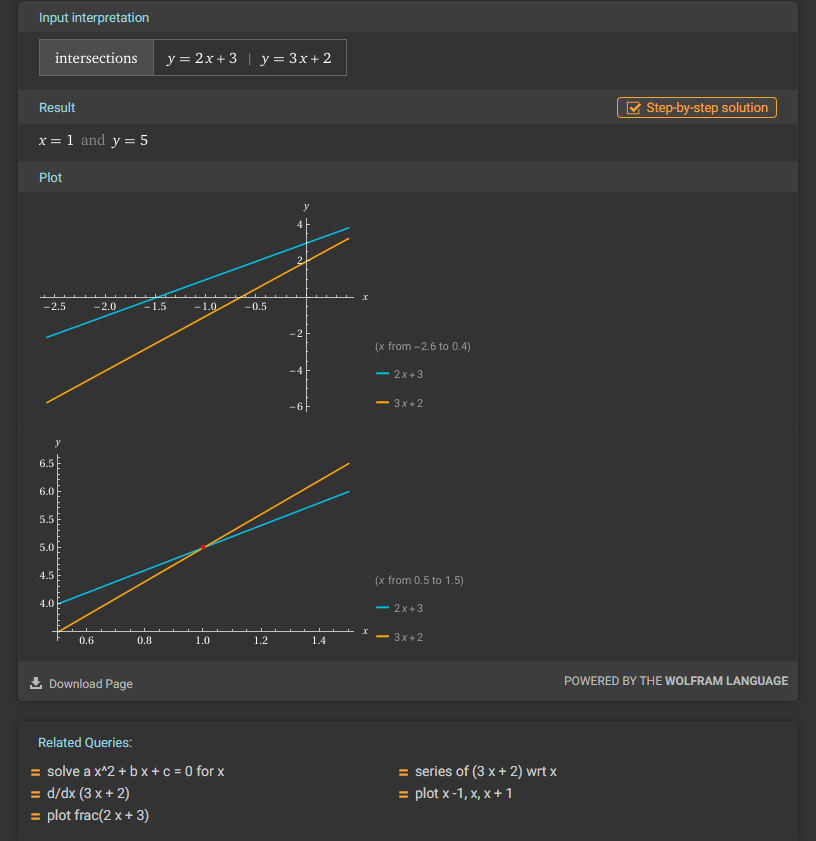 Input interpretation
intersections y = 2 x + 3 | y = 3 x + 2
Result
Step-by-step solution
x = 1 and y = 5
Plot
y
4
2
−2.5 −2.0 −1.5 −1.0 −0.5 x
−2
−4
−6
(x from −2.6 to 0.4)
2 x + 3
3 x + 2
y
6.5
6.0
5.5
5.0
4.5
4.0
0.6 0.8 1.0 1.2 1.4 x
(x from 0.5 to 1.5)
2 x + 3
3 x + 2
Download Page
POWERED BY THE WOLFRAM LANGUAGE
Related Queries:
= solve a x^2 + b x + c = 0 for x
= series of (3 x + 2) wrt x
= d/dx (3 x + 2)
= plot x -1, x, x + 1
= plot frac(2 x + 3)